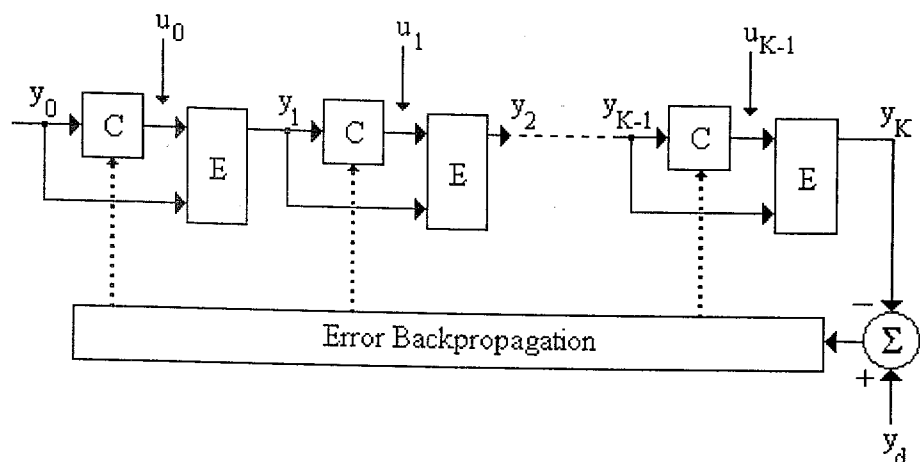 u0
u1
uK-1
y0
C
E
y1
C
E
y2
yK-1
C
E
yK
Error Backpropagation
−
Σ
+
yd